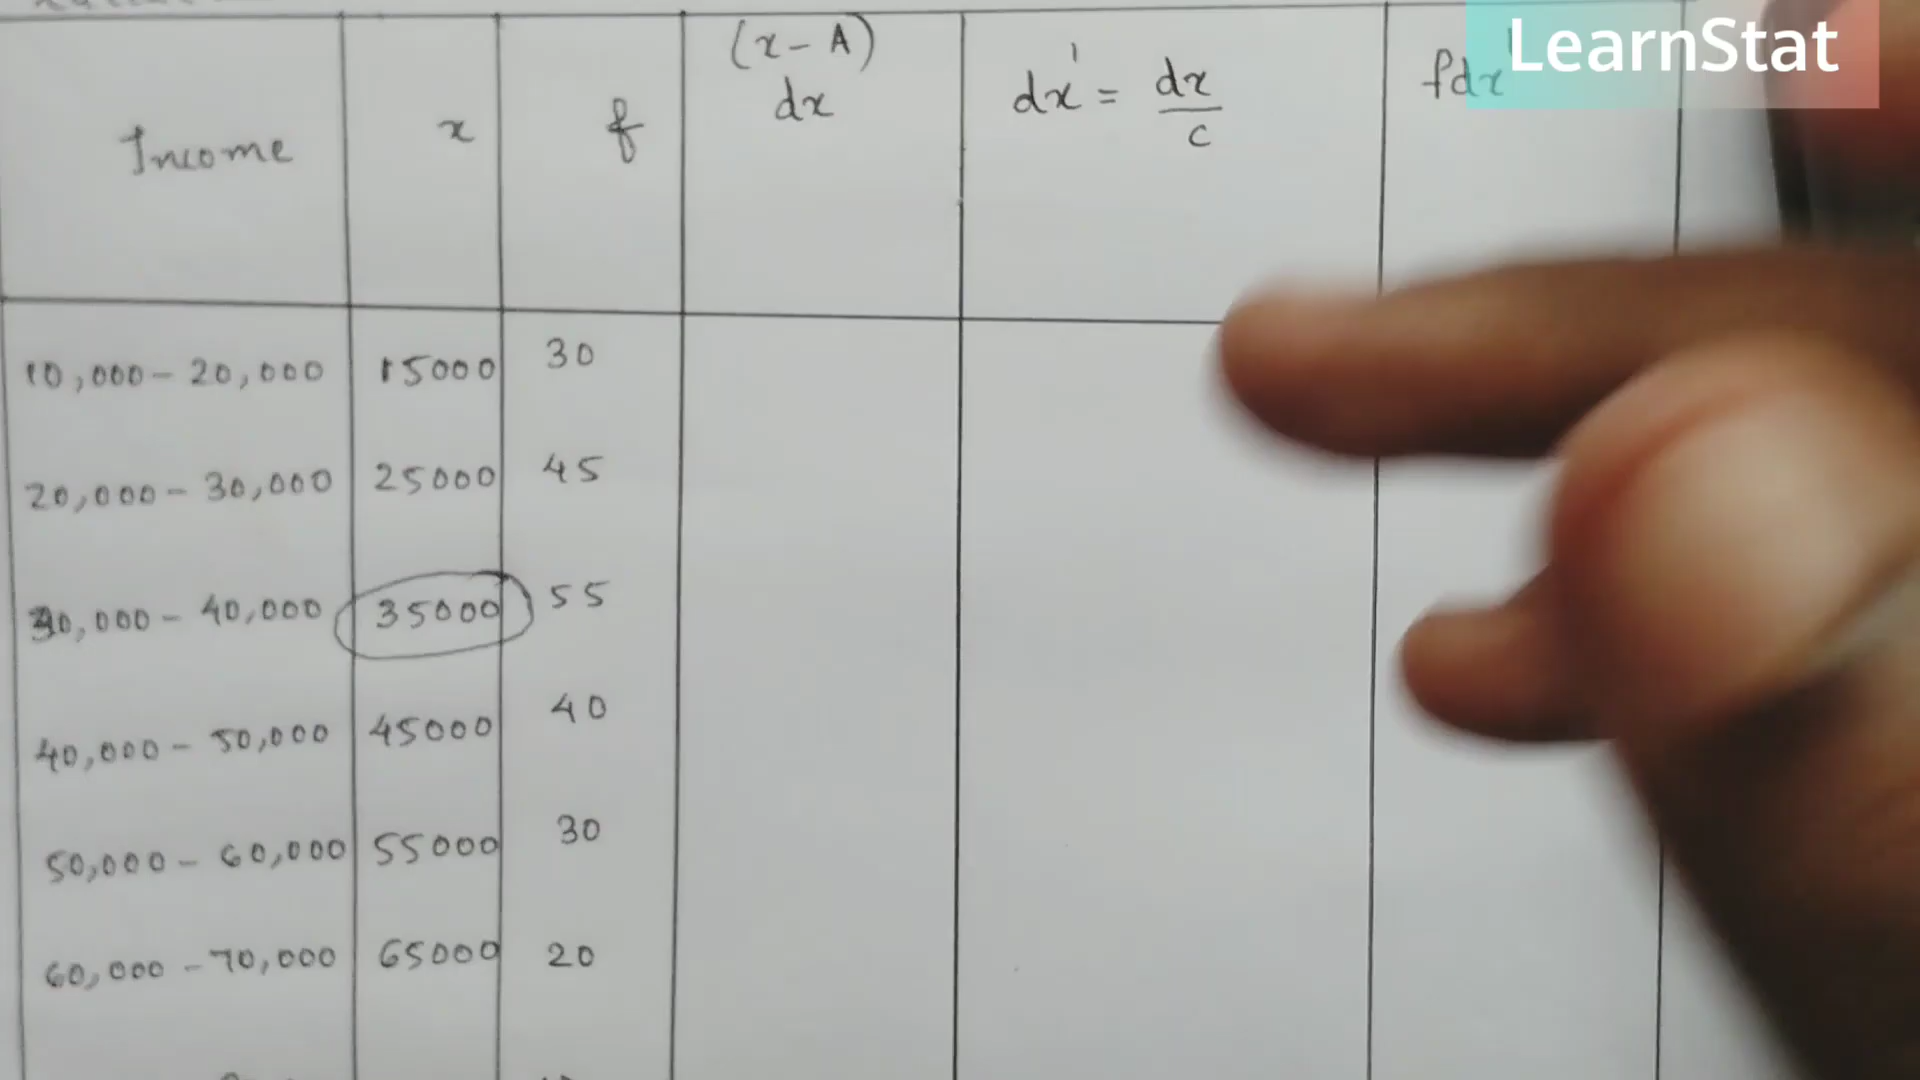 (x - A)
LearnStat
Income
x
f
dx
dx' = dx/c
fdx'
10,000 - 20,000 15000 30
20,000 - 30,000 25000 45
30,000 - 40,000 35000 55
40,000 - 50,000 45000 40
50,000 - 60,000 55000 30
60,000 - 70,000 65000 20